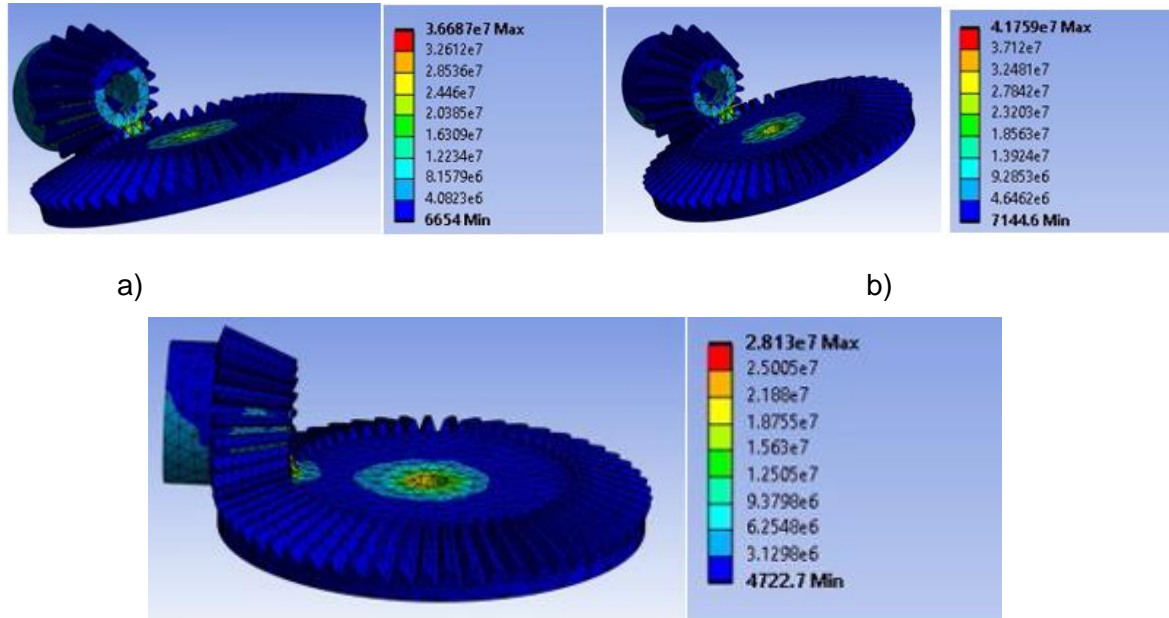 3.6687e7 Max
3.2612e7
2.8536e7
2.446e7
2.0385e7
1.6309e7
1.2234e7
8.1579e6
4.0823e6
6654 Min
4.1759e7 Max
3.712e7
3.2481e7
2.7842e7
2.3203e7
1.8563e7
1.3924e7
9.2853e6
4.6462e6
7144.6 Min
a)
b)
2.813e7 Max
2.5005e7
2.188e7
1.8755e7
1.563e7
1.2505e7
9.3798e6
6.2548e6
3.1298e6
4722.7 Min